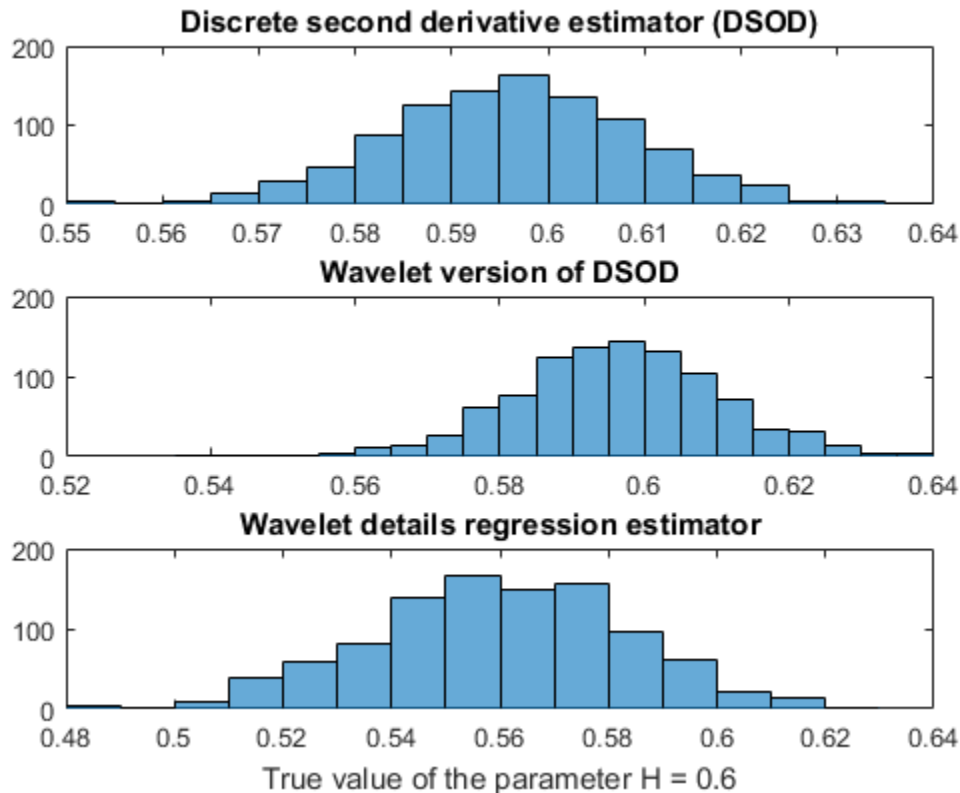 Discrete second derivative estimator (DSOD)
200
100
0
0.55 0.56 0.57 0.58 0.59 0.6 0.61 0.62 0.63 0.64
Wavelet version of DSOD
200
100
0
0.52 0.54 0.56 0.58 0.6 0.62 0.64
Wavelet details regression estimator
200
100
0
0.48 0.5 0.52 0.54 0.56 0.58 0.6 0.62 0.64
True value of the parameter H = 0.6